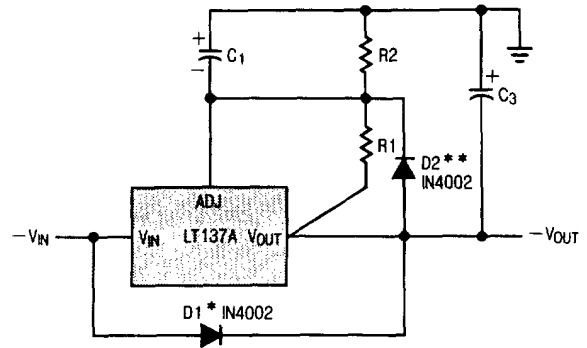 +
−
C1
R2
+
C3
R1
D2**
IN4002
ADJ
−VIN
VIN
LT137A
VOUT
−VOUT
D1* IN4002